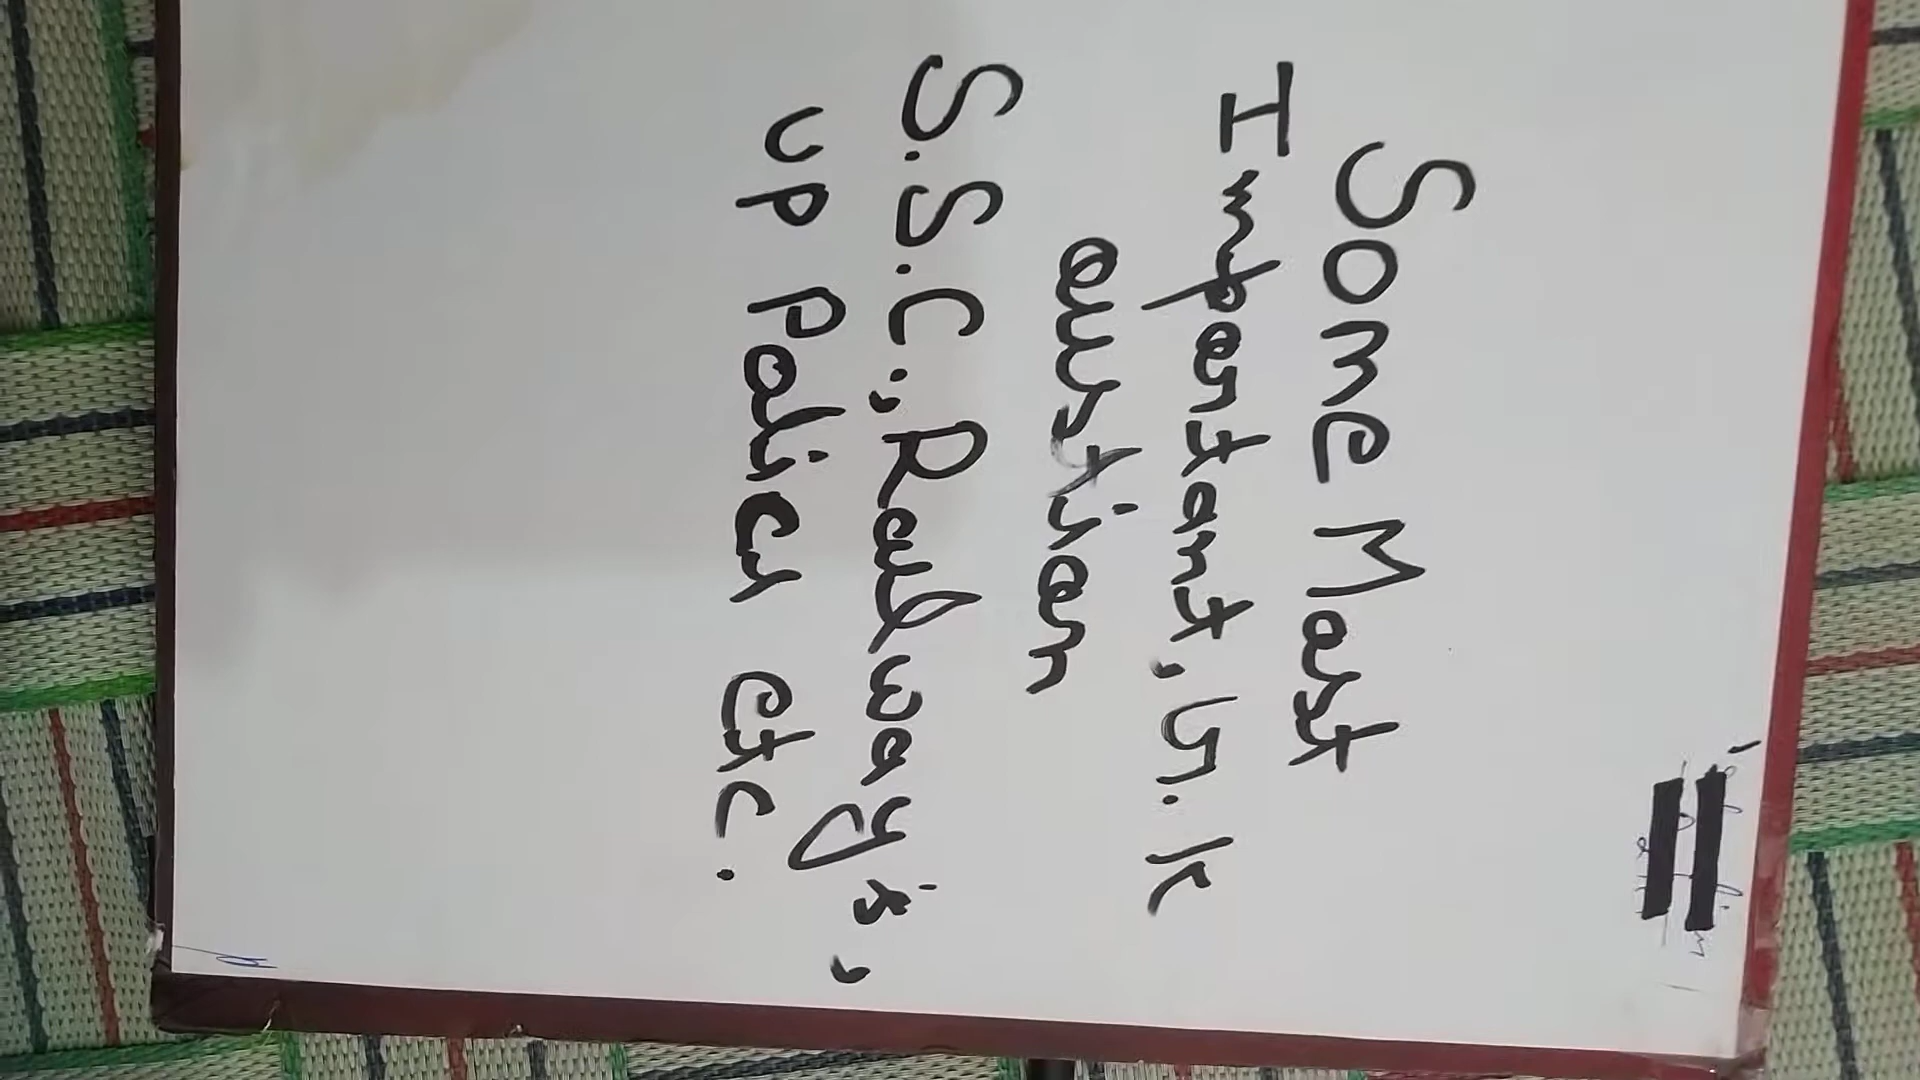 Some Most
Important, G.K
Question
S.S.C., Railway's,
UP Police etc.